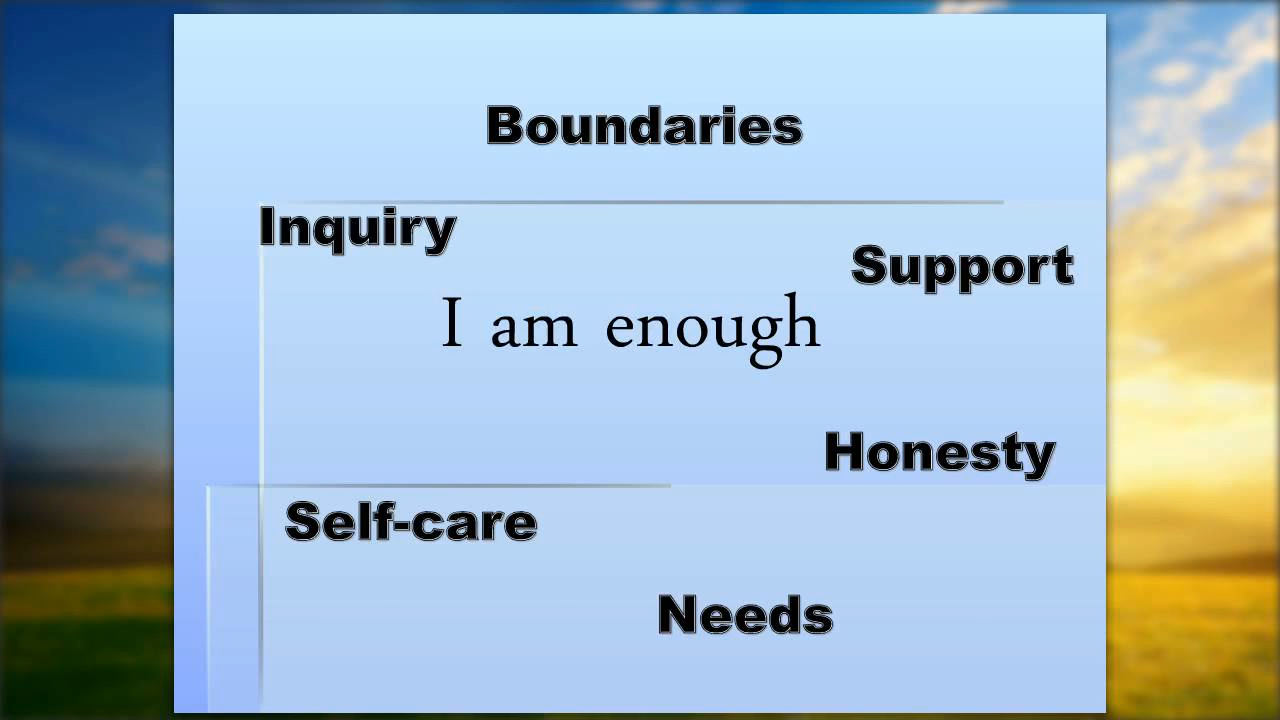 Boundaries
Inquiry
Support
I am enough
Honesty
Self-care
Needs